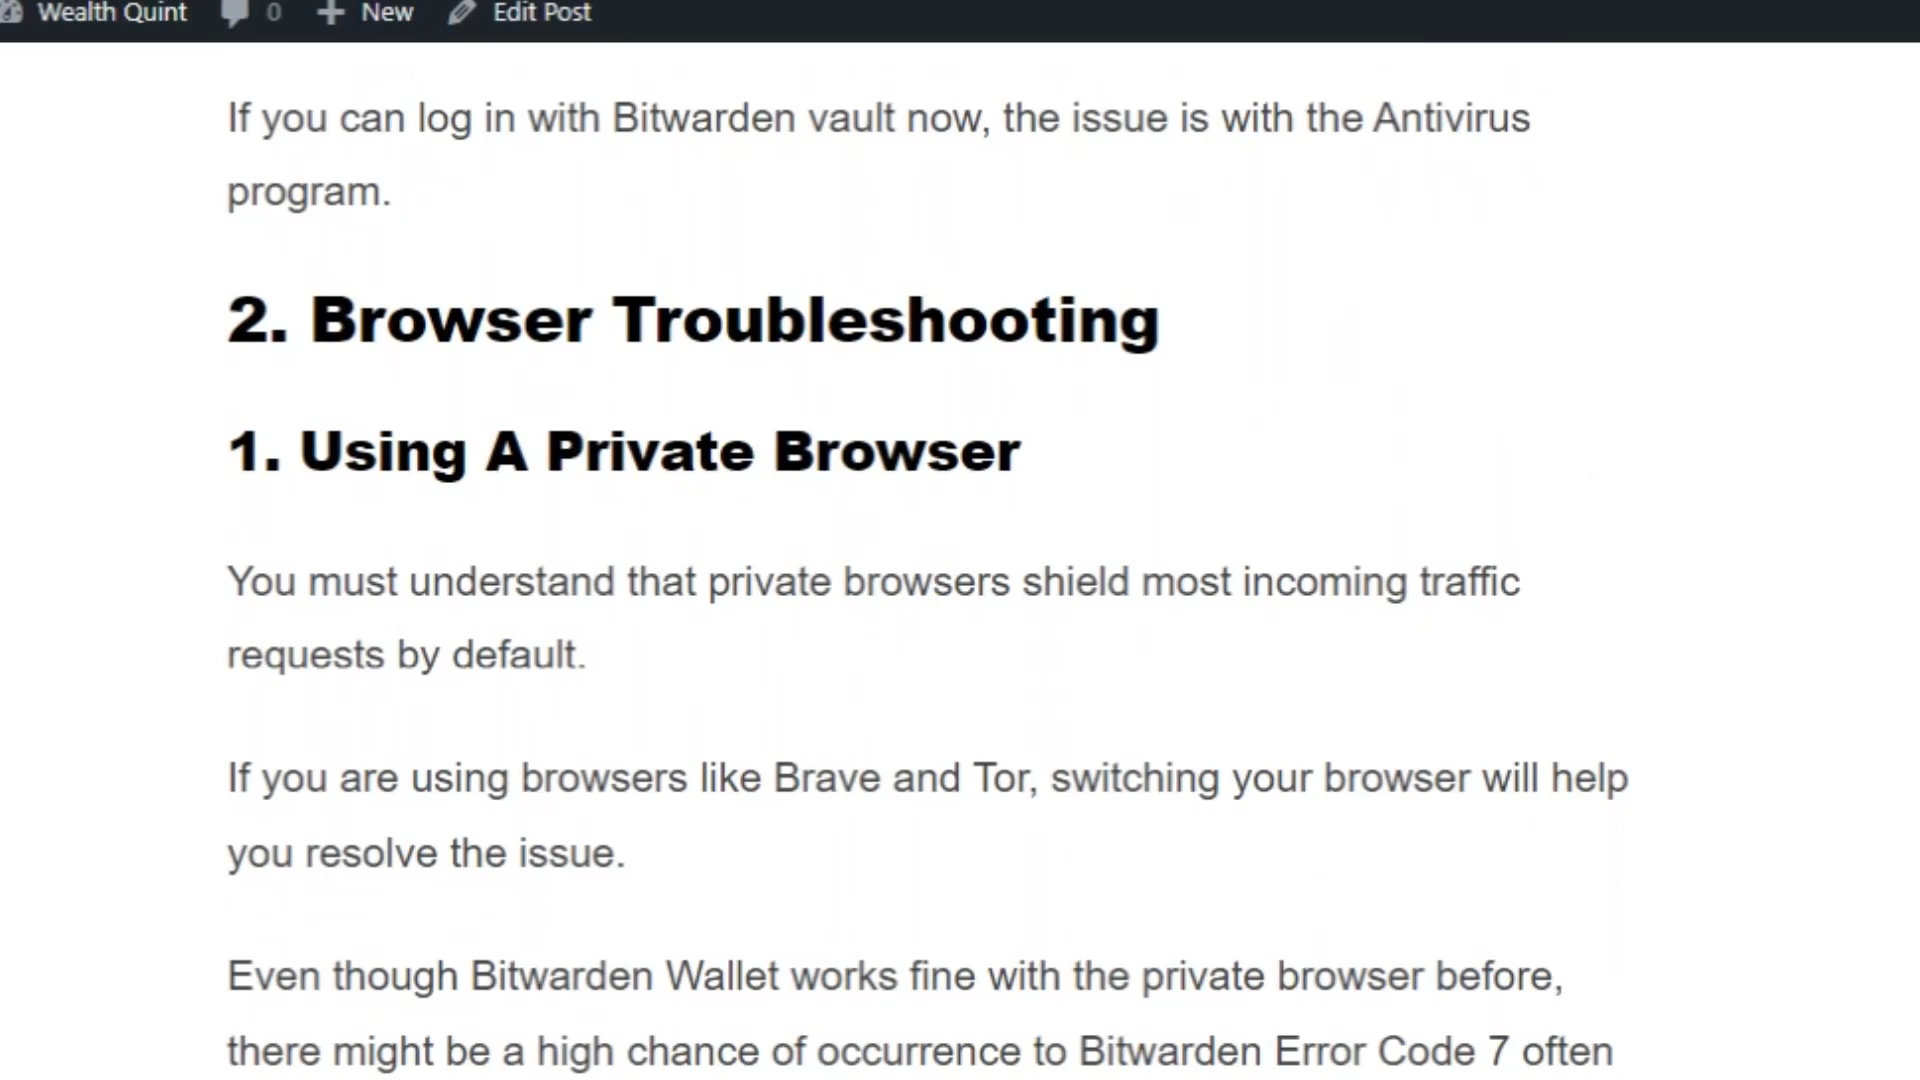 Wealth Quint 0 New Edit Post
If you can log in with Bitwarden vault now, the issue is with the Antivirus
program.
2. Browser Troubleshooting
1. Using A Private Browser
You must understand that private browsers shield most incoming traffic
requests by default.
If you are using browsers like Brave and Tor, switching your browser will help
you resolve the issue.
Even though Bitwarden Wallet works fine with the private browser before,
there might be a high chance of occurrence to Bitwarden Error Code 7 often